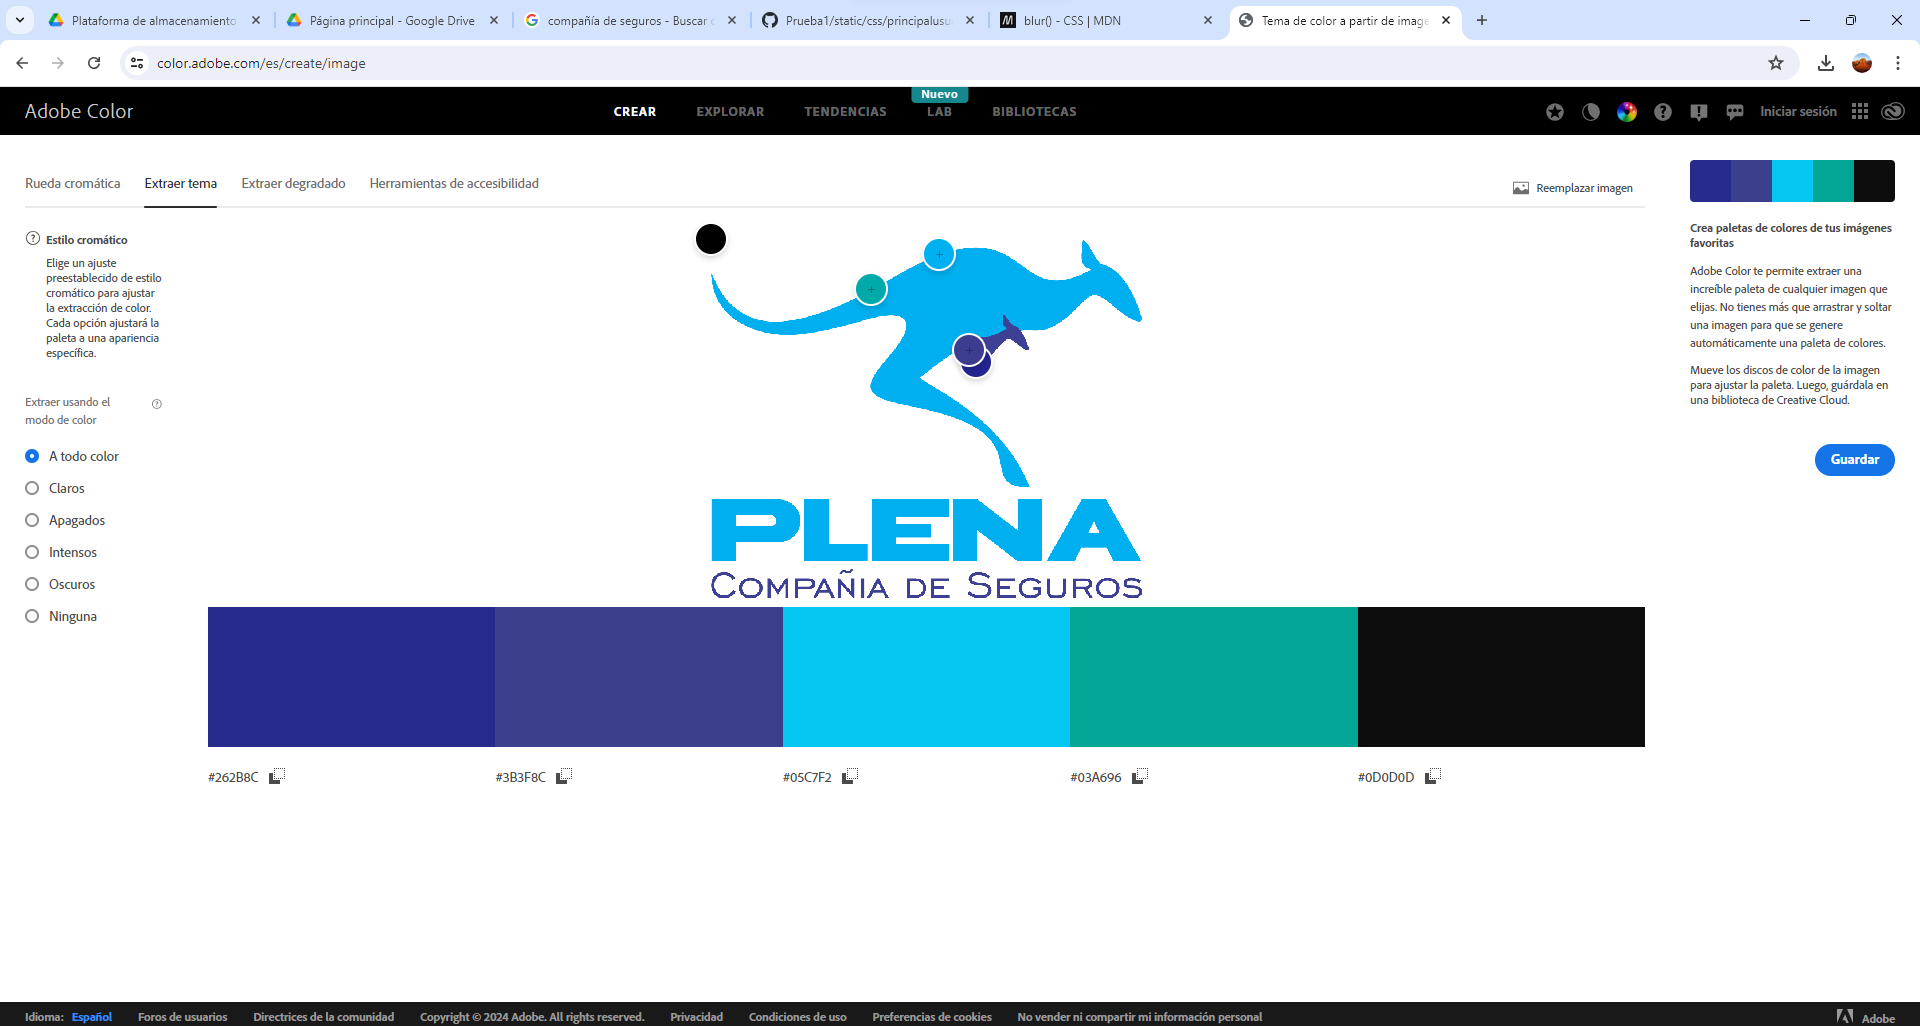 Plataforma de almacenamiento
Página principal - Google Drive
compañía de seguros - Buscar
Prueba1/static/css/principalusu
blur() - CSS | MDN
Tema de color a partir de image
color.adobe.com/es/create/image
Adobe Color
CREAR
EXPLORAR
TENDENCIAS
Nuevo
LAB
BIBLIOTECAS
Iniciar sesión
Rueda cromática
Extraer tema
Extraer degradado
Herramientas de accesibilidad
Reemplazar imagen
Estilo cromático
Elige un ajuste
preestablecido de estilo
cromático para ajustar
la extracción de color.
Cada opción ajustará la
paleta a una apariencia
específica.
Extraer usando el
modo de color
A todo color
Claros
Apagados
Intensos
Oscuros
Ninguna
PLENA
COMPAÑIA DE SEGUROS
#262B8C
#3B3F8C
#05C7F2
#03A696
#0D0D0D
Crea paletas de colores de tus imágenes
favoritas
Adobe Color te permite extraer una
increíble paleta de cualquier imagen que
elijas. No tienes más que arrastrar y soltar
una imagen para que se genere
automáticamente una paleta de colores.
Mueve los discos de color de la imagen
para ajustar la paleta. Luego, guárdala en
una biblioteca de Creative Cloud.
Guardar
Idioma: Español
Foros de usuarios
Directrices de la comunidad
Copyright © 2024 Adobe. All rights reserved.
Privacidad
Condiciones de uso
Preferencias de cookies
No vender ni compartir mi información personal
Adobe